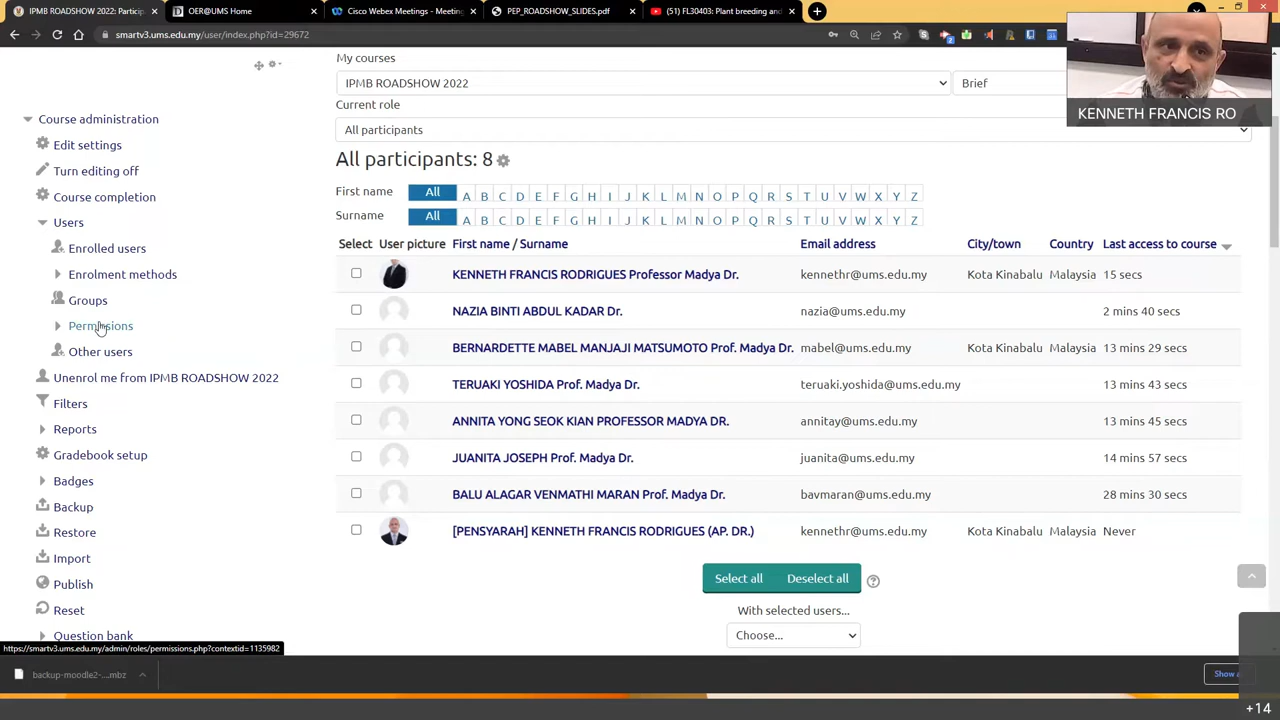 IPMB ROADSHOW 2022: Partici
OER@UMS Home
Cisco Webex Meetings - Meeting
PEP_ROADSHOW_SLIDES.pdf
(51) FL30403: Plant breeding and
smartv3.ums.edu.my/user/index.php?id=29672
KENNETH FRANCIS RO
My courses
IPMB ROADSHOW 2022
Brief
Current role
All participants
All participants: 8
First name All A B C D E F G H I J K L M N O P Q R S T U V W X Y Z
Surname All A B C D E F G H I J K L M N O P Q R S T U V W X Y Z
Select User picture First name / Surname Email address City/town Country Last access to course
KENNETH FRANCIS RODRIGUES Professor Madya Dr. kennethr@ums.edu.my Kota Kinabalu Malaysia 15 secs
NAZIA BINTI ABDUL KADAR Dr. nazia@ums.edu.my 2 mins 40 secs
BERNARDETTE MABEL MANJAJI MATSUMOTO Prof. Madya Dr. mabel@ums.edu.my Kota Kinabalu Malaysia 13 mins 29 secs
TERUAKI YOSHIDA Prof. Madya Dr. teruaki.yoshida@ums.edu.my 13 mins 43 secs
ANNITA YONG SEOK KIAN PROFESSOR MADYA DR. annitay@ums.edu.my 13 mins 45 secs
JUANITA JOSEPH Prof. Madya Dr. juanita@ums.edu.my 14 mins 57 secs
BALU ALAGAR VENMATHI MARAN Prof. Madya Dr. bavmaran@ums.edu.my 28 mins 30 secs
[PENSYARAH] KENNETH FRANCIS RODRIGUES (AP. DR.) kennethr@ums.edu.my Kota Kinabalu Malaysia Never
Select all Deselect all
With selected users...
Choose...
Course administration
Edit settings
Turn editing off
Course completion
Users
Enrolled users
Enrolment methods
Groups
Permissions
Other users
Unenrol me from IPMB ROADSHOW 2022
Filters
Reports
Gradebook setup
Badges
Backup
Restore
Import
Publish
Reset
Question bank
https://smartv3.ums.edu.my/admin/roles/permissions.php?contextid=1135982
backup-moodle2-....mbz
Show
+14